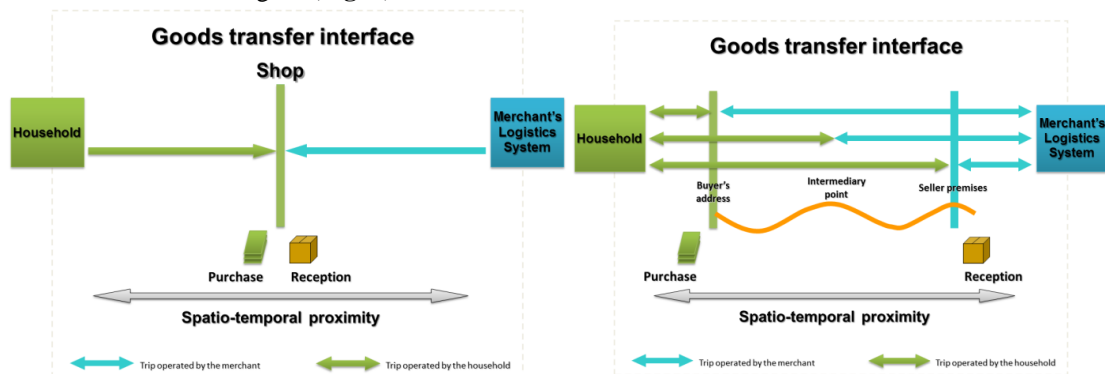 Goods transfer interface
Shop
Household
Merchant's
Logistics
System
Purchase
Reception
Spatio-temporal proximity
Trip operated by the merchant
Trip operated by the household
Goods transfer interface
Household
Merchant's
Logistics
System
Buyer's
address
Intermediary
point
Seller premises
Purchase
Reception
Spatio-temporal proximity
Trip operated by the merchant
Trip operated by the household